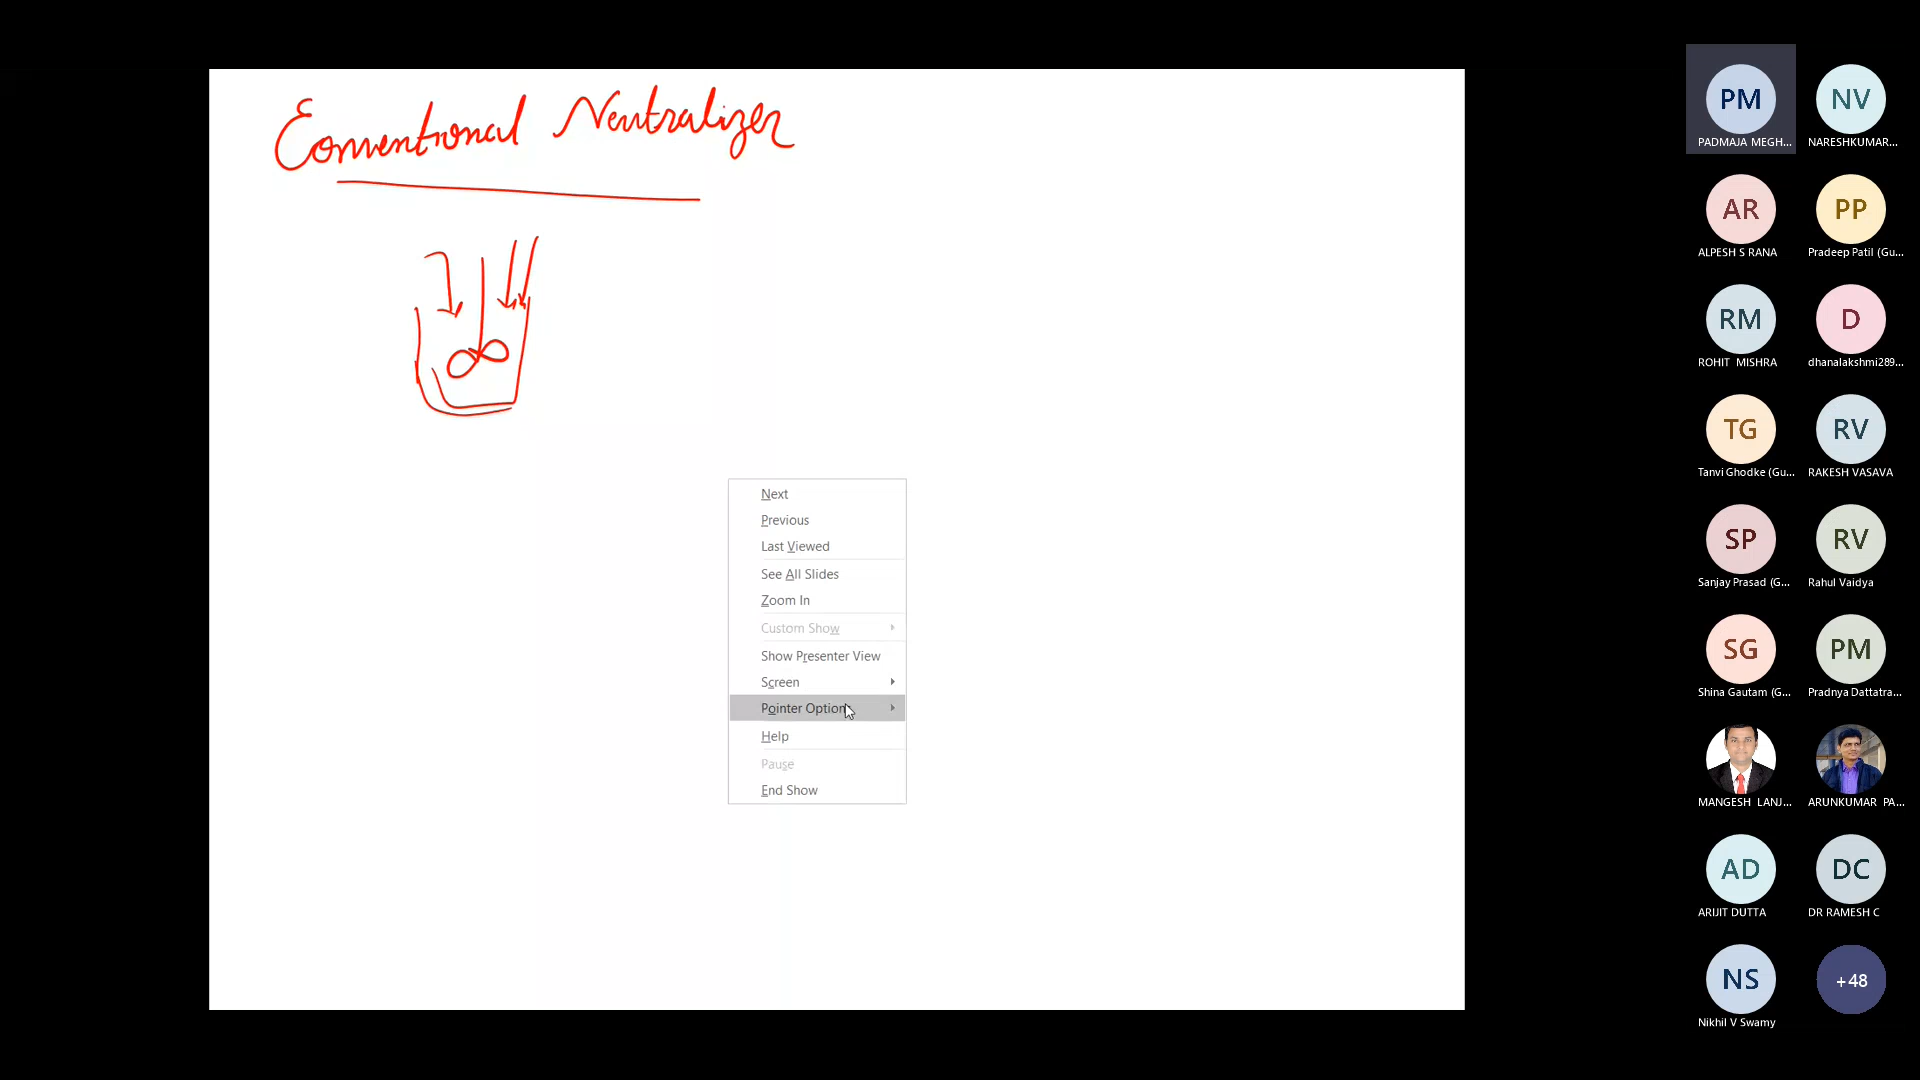 Conventional Neutralizer
Next
Previous
Last Viewed
See All Slides
Zoom In
Custom Show
Show Presenter View
Screen
Pointer Option
Help
Pause
End Show
PM NV
PADMAJA MEGH... NARESHKUMAR...
AR PP
ALPESH S RANA Pradeep Patil (Gu...
RM D
ROHIT MISHRA dhanalakshmi289...
TG RV
Tanvi Ghodke (Gu... RAKESH VASAVA
SP RV
Sanjay Prasad (G... Rahul Vaidya
SG PM
Shina Gautam (G... Pradnya Dattatra...
MANGESH LANJ... ARUNKUMAR PA...
AD DC
ARIJIT DUTTA DR RAMESH C
NS +48
Nikhil V Swamy